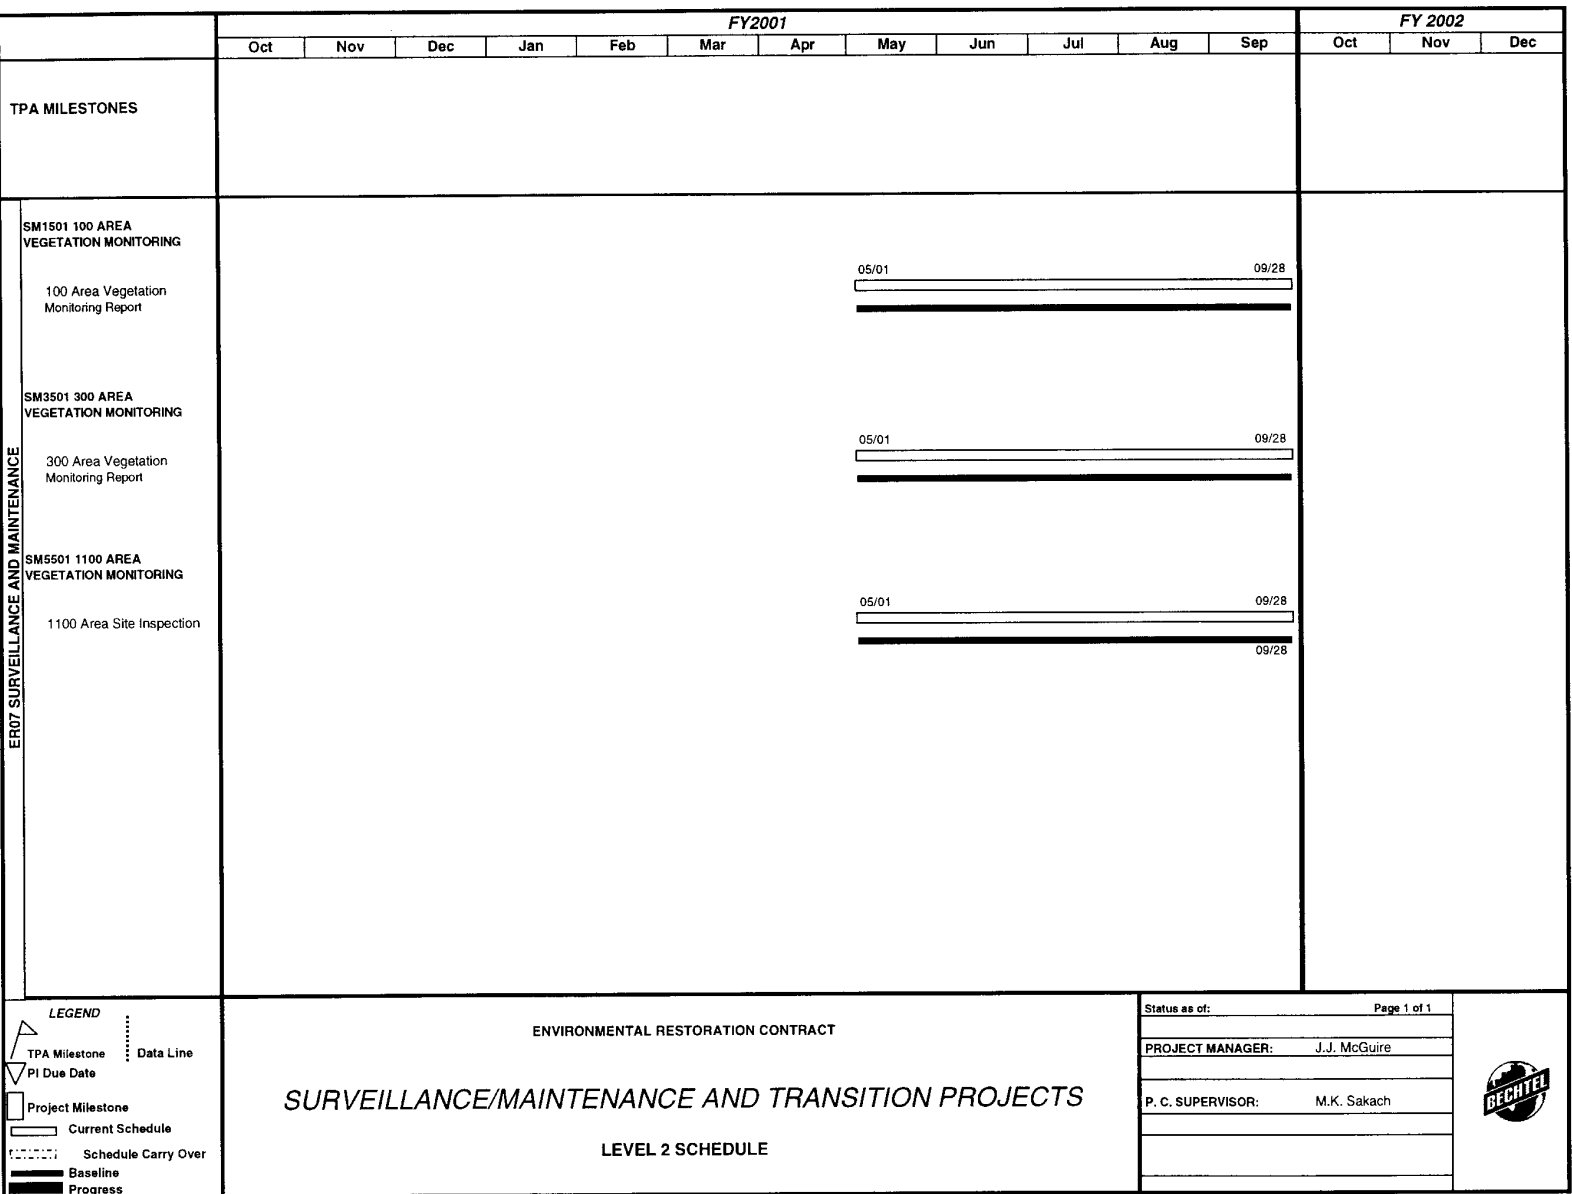 FY2001
FY 2002
Oct Nov Dec Jan Feb Mar Apr May Jun Jul Aug Sep Oct Nov Dec
TPA MILESTONES
ER07 SURVEILLANCE AND MAINTENANCE
SM1501 100 AREA
VEGETATION MONITORING
05/01 09/28
100 Area Vegetation
Monitoring Report
SM3501 300 AREA
VEGETATION MONITORING
05/01 09/28
300 Area Vegetation
Monitoring Report
SM5501 1100 AREA
VEGETATION MONITORING
05/01 09/28
1100 Area Site Inspection
09/28
LEGEND
TPA Milestone
Data Line
PI Due Date
Project Milestone
Current Schedule
Schedule Carry Over
Baseline
Progress
ENVIRONMENTAL RESTORATION CONTRACT
SURVEILLANCE/MAINTENANCE AND TRANSITION PROJECTS
LEVEL 2 SCHEDULE
Status as of: Page 1 of 1
PROJECT MANAGER: J.J. McGuire
P. C. SUPERVISOR: M.K. Sakach
BECHTEL